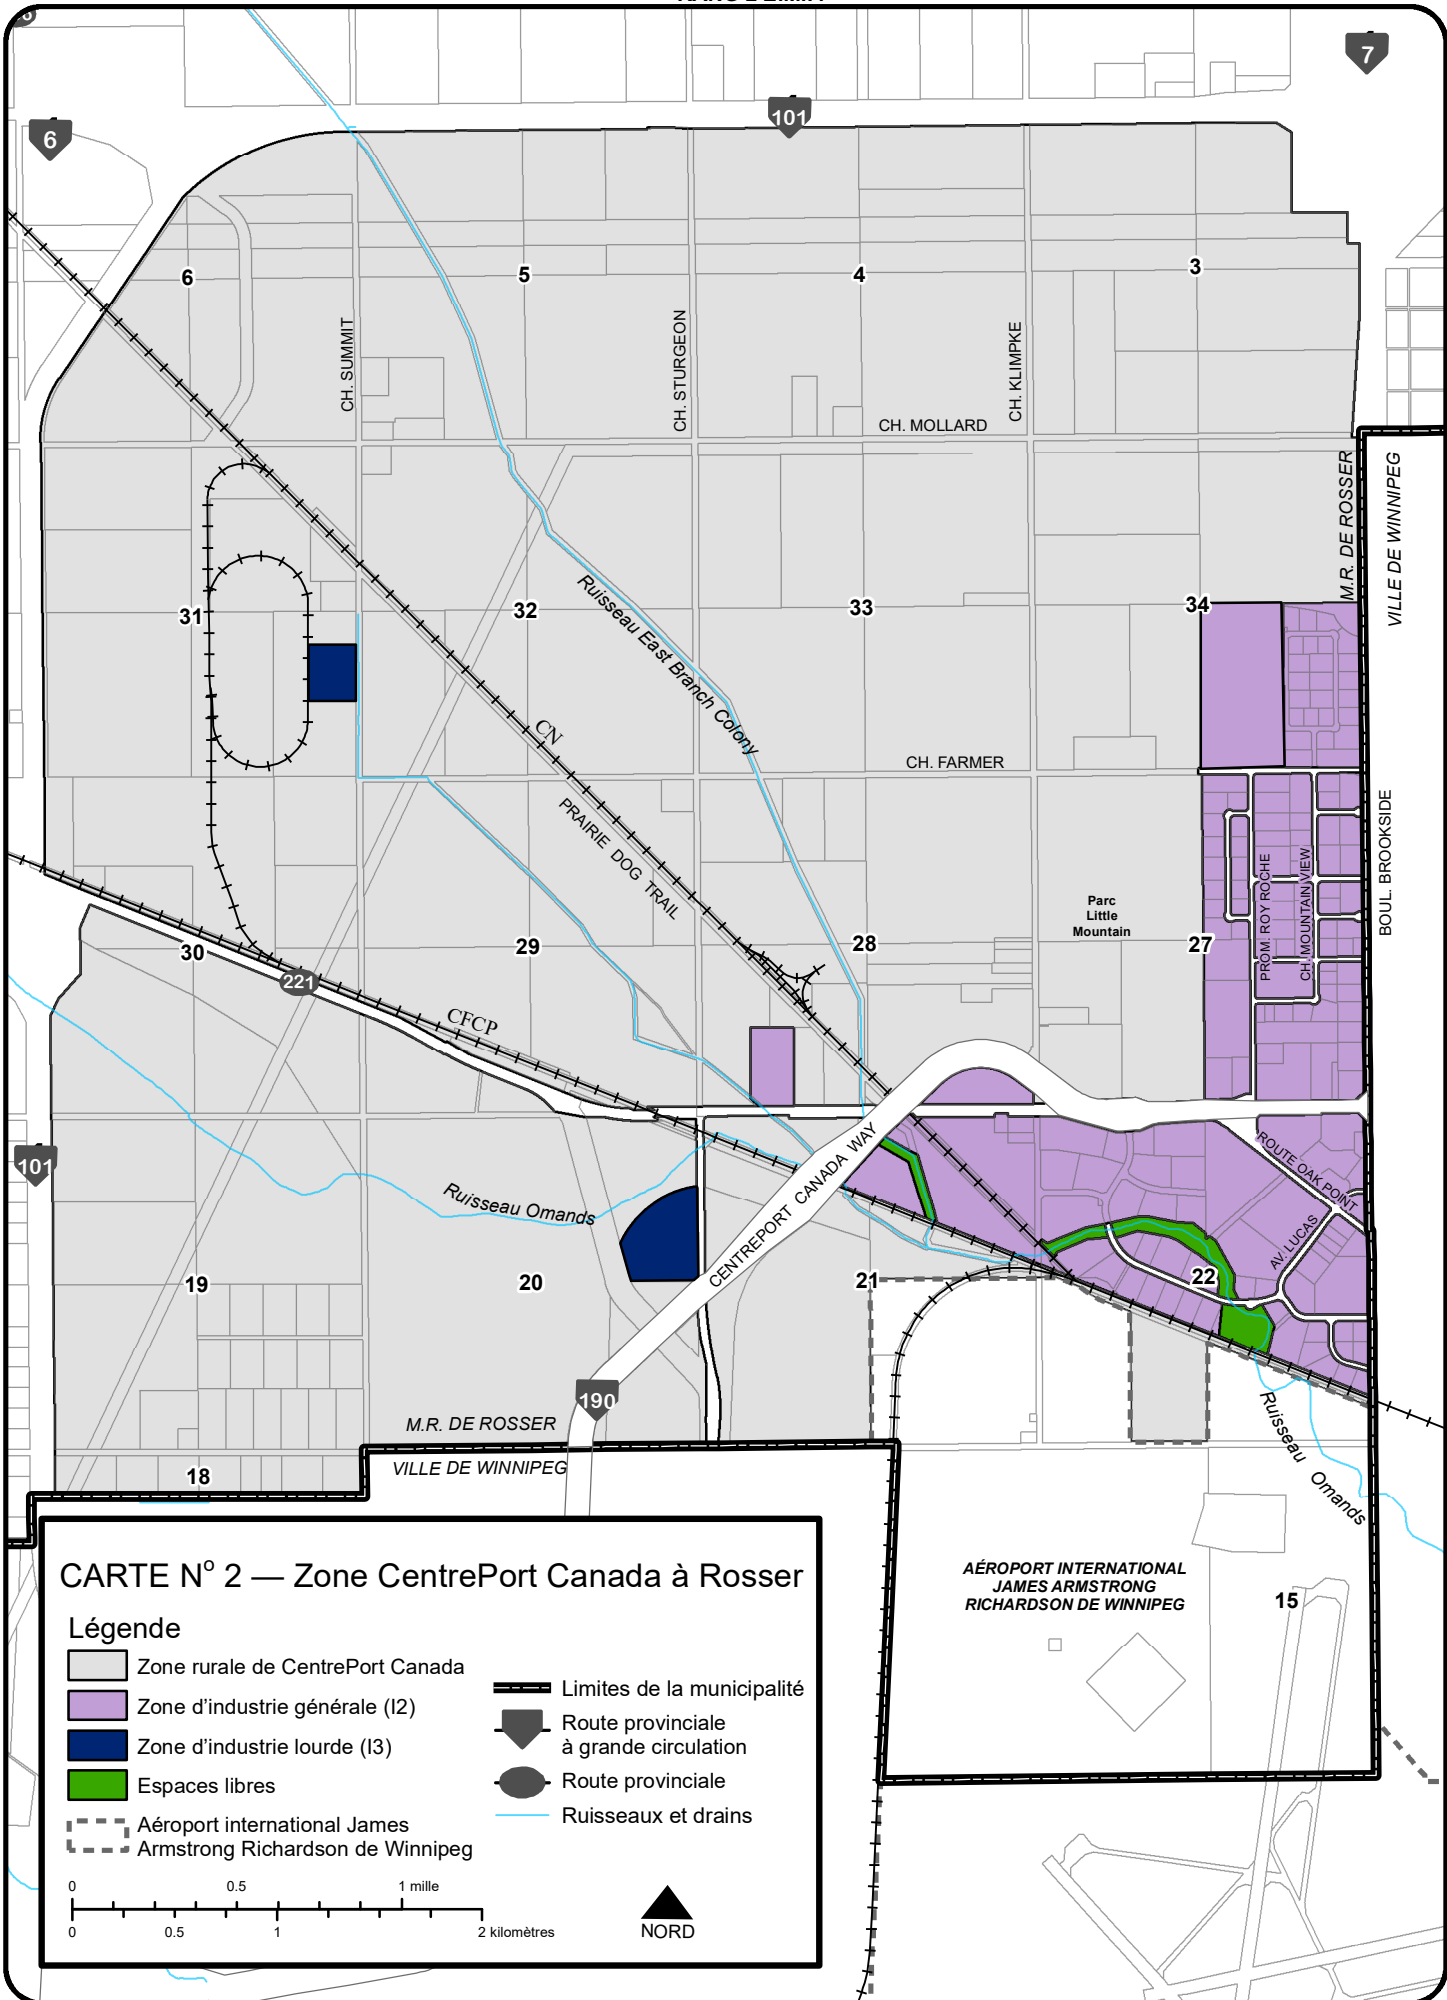 7
101
6
6
5
4
3
CH. SUMMIT
CH. STURGEON
CH. KLIMPKE
CH. MOLLARD
M.R. DE ROSSER
VILLE DE WINNIPEG
31
32
33
34
Ruisseau East Branch Colony
CN
CH. FARMER
PRAIRIE DOG TRAIL
BOUL. BROOKSIDE
PROM. ROY ROCHE
CH. MOUNTAIN VIEW
Parc
Little
Mountain
30
29
28
27
221
CFCP
101
Ruisseau Omands
CENTREPORT CANADA WAY
ROUTE OAK POINT
AV. LUCAS
19
20
21
22
190
M.R. DE ROSSER
VILLE DE WINNIPEG
18
Ruisseau Omands
AÉROPORT INTERNATIONAL
JAMES ARMSTRONG
RICHARDSON DE WINNIPEG
15
CARTE Nº 2 — Zone CentrePort Canada à Rosser
Légende
Zone rurale de CentrePort Canada
Zone d'industrie générale (I2)
Zone d'industrie lourde (I3)
Espaces libres
Aéroport international James
Armstrong Richardson de Winnipeg
Limites de la municipalité
Route provinciale
à grande circulation
Route provinciale
Ruisseaux et drains
0 0.5 1 mille
0 0.5 1 2 kilomètres
NORD